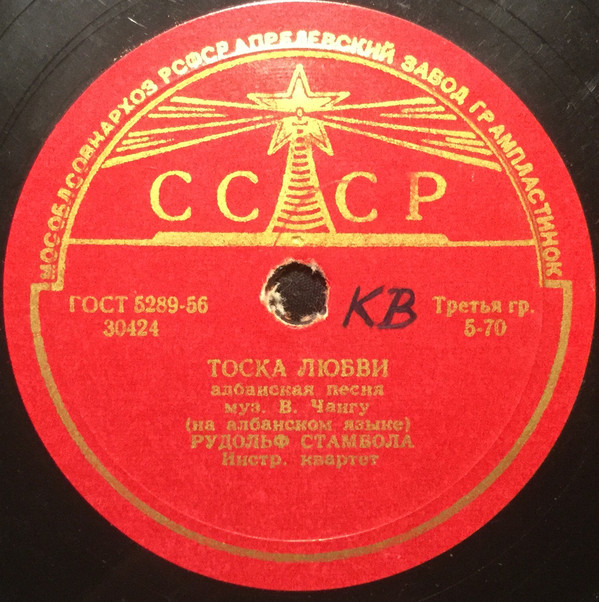 МОСОБЛСОВНАРХОЗ РСФСР АПРЕЛЕВСКИЙ ЗАВОД ГРАМПЛАСТИНОК
СССР
ГОСТ 5289-56
30424
КВ
Третья гр.
5-70
ТОСКА ЛЮБВИ
албанская песня
муз. В. Чангу
(на албанском языке)
РУДОЛЬФ СТАМБОЛА
Инстр. квартет